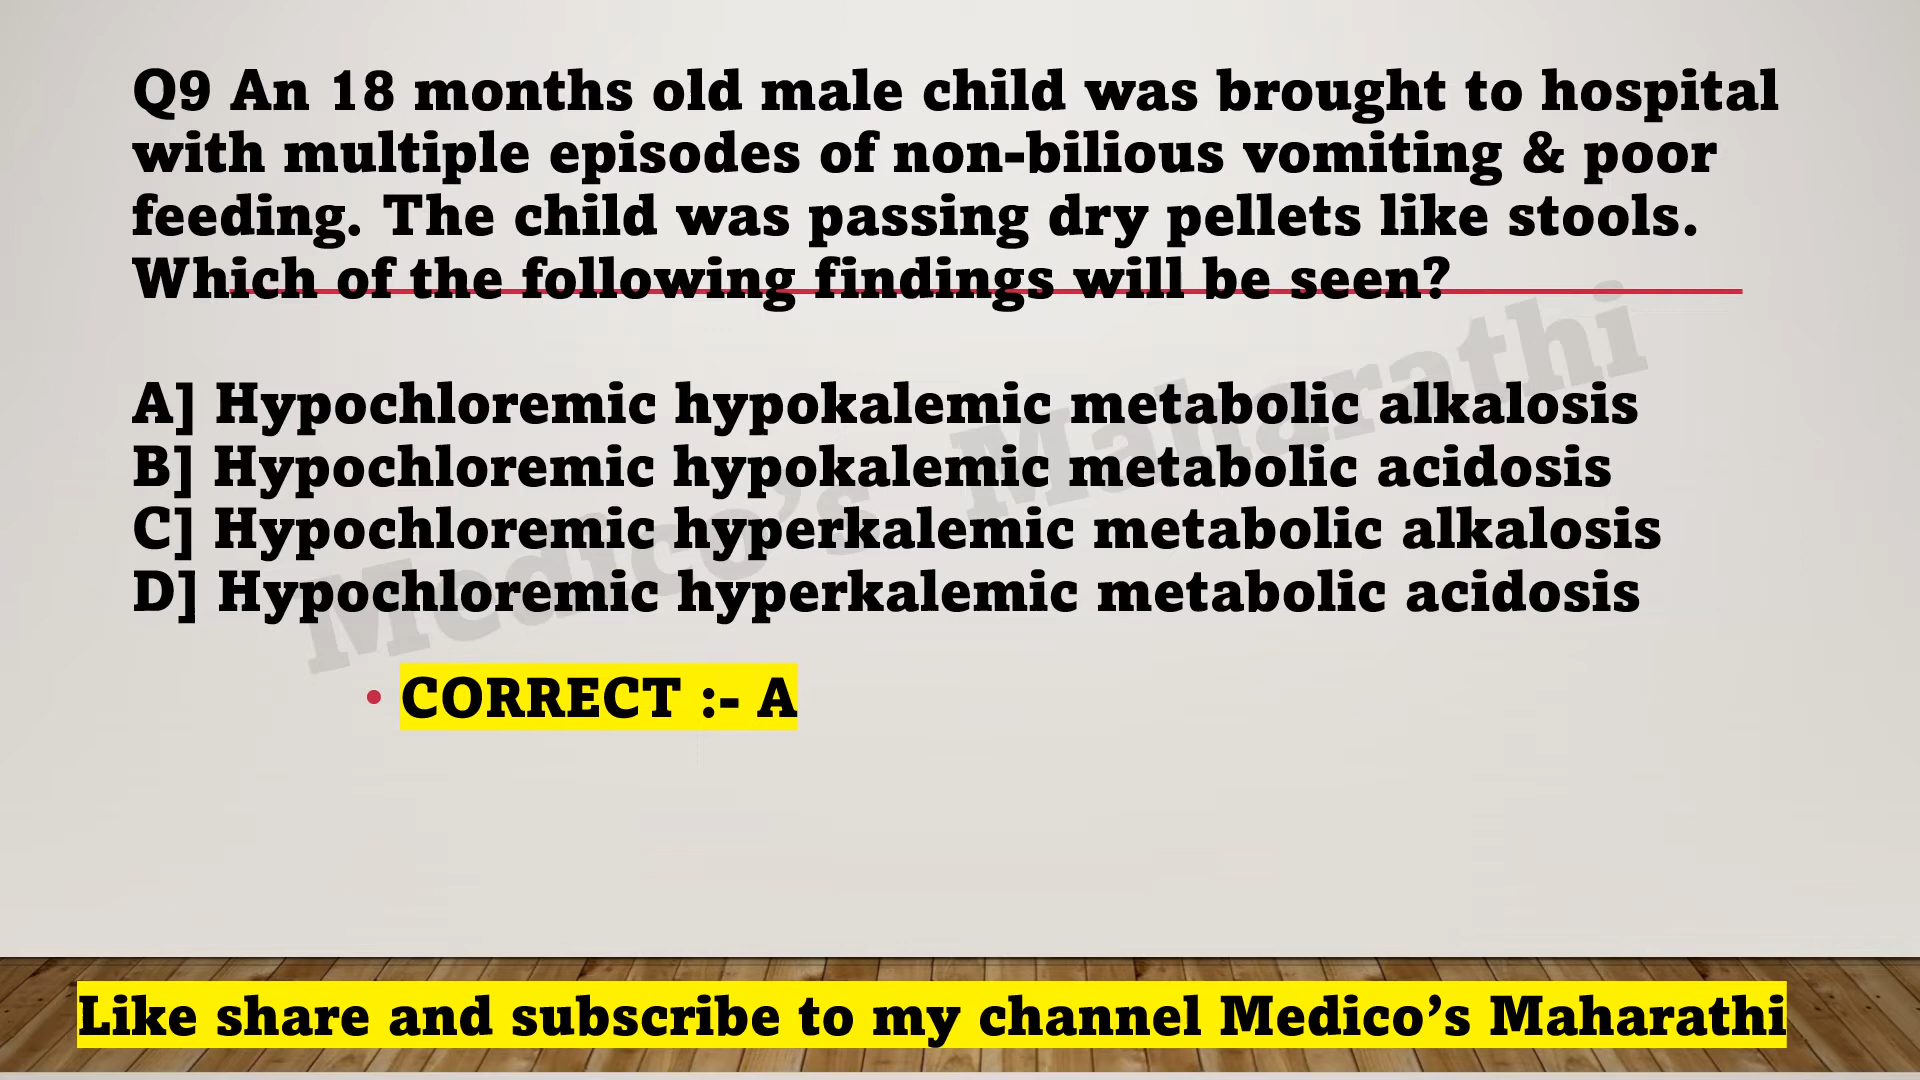 Q9 An 18 months old male child was brought to hospital
with multiple episodes of non-bilious vomiting & poor
feeding. The child was passing dry pellets like stools.
Which of the following findings will be seen?
A] Hypochloremic hypokalemic metabolic alkalosis
B] Hypochloremic hypokalemic metabolic acidosis
C] Hypochloremic hyperkalemic metabolic alkalosis
D] Hypochloremic hyperkalemic metabolic acidosis
Medico's Maharathi
• CORRECT :- A
Like share and subscribe to my channel Medico's Maharathi